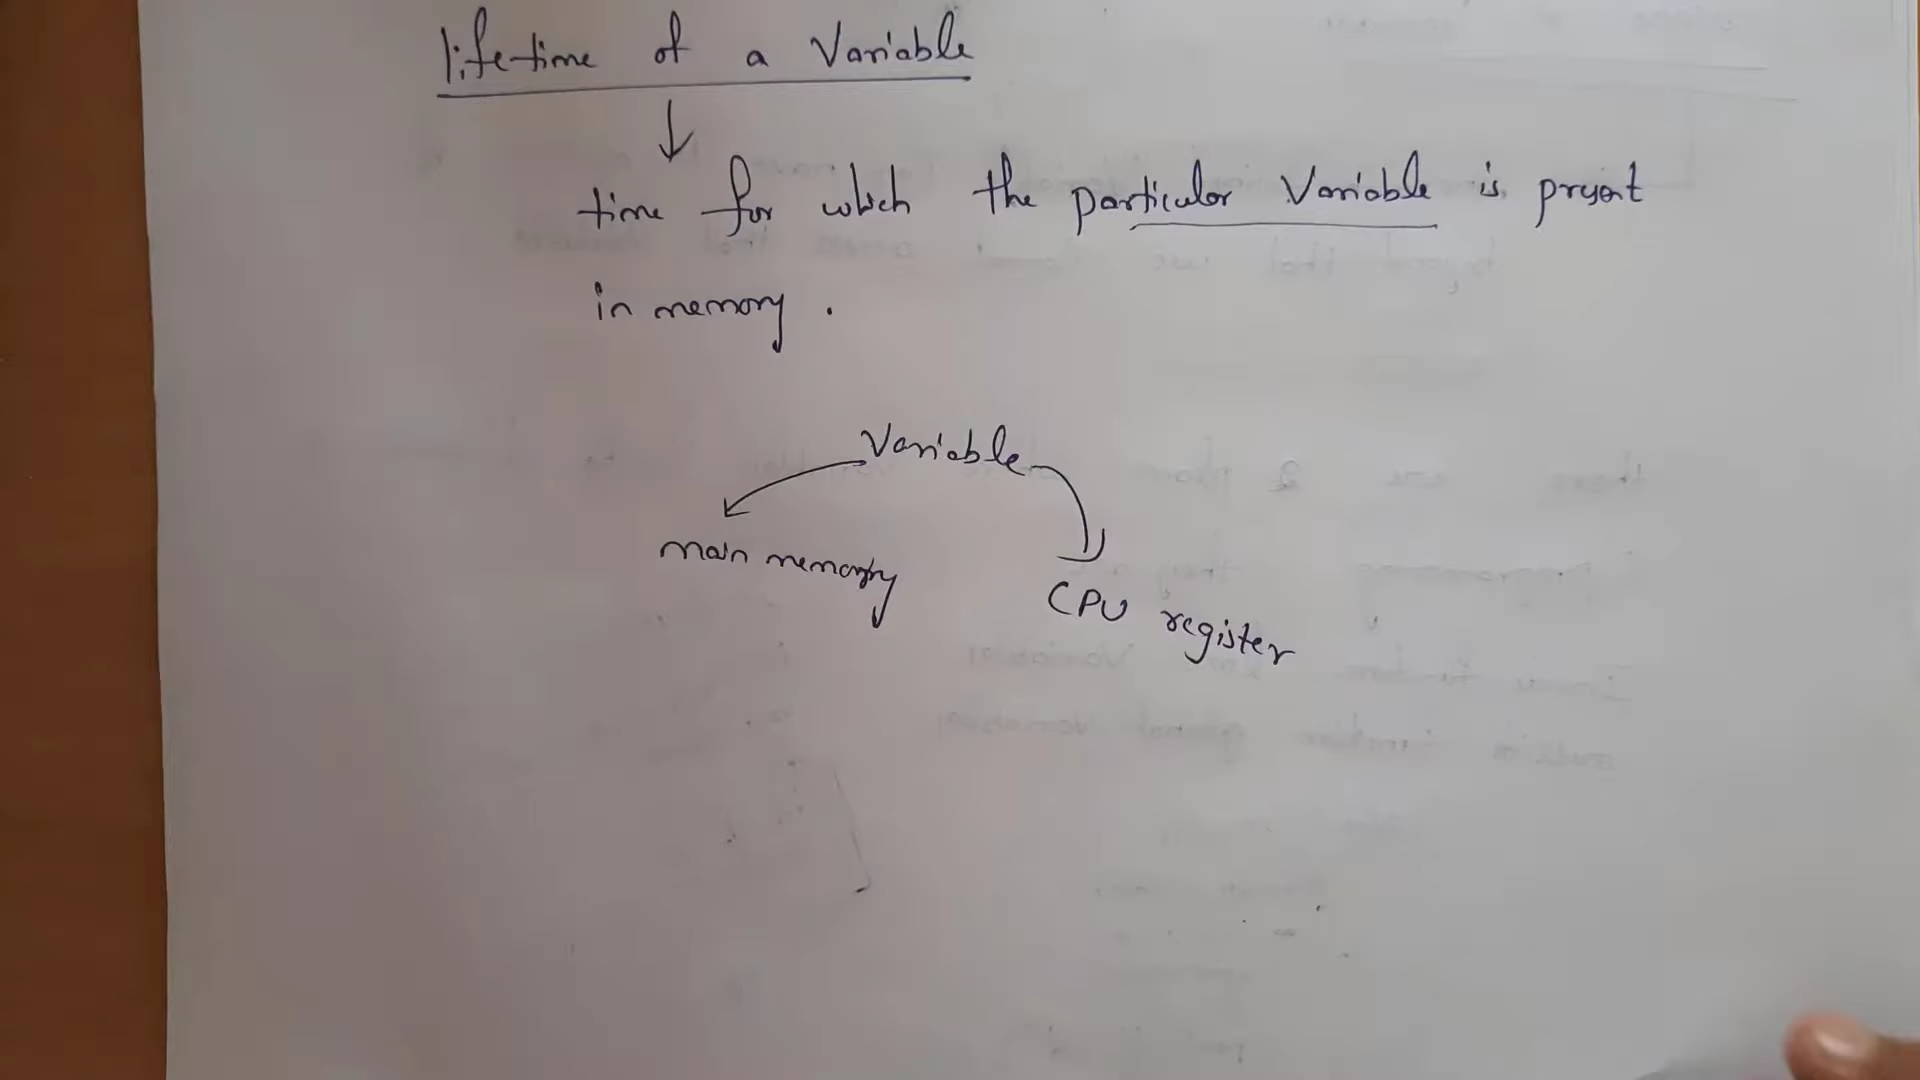 life-time of a Variable
time for which the particular Variable is present
in memory .
Variable
main memory
CPU register